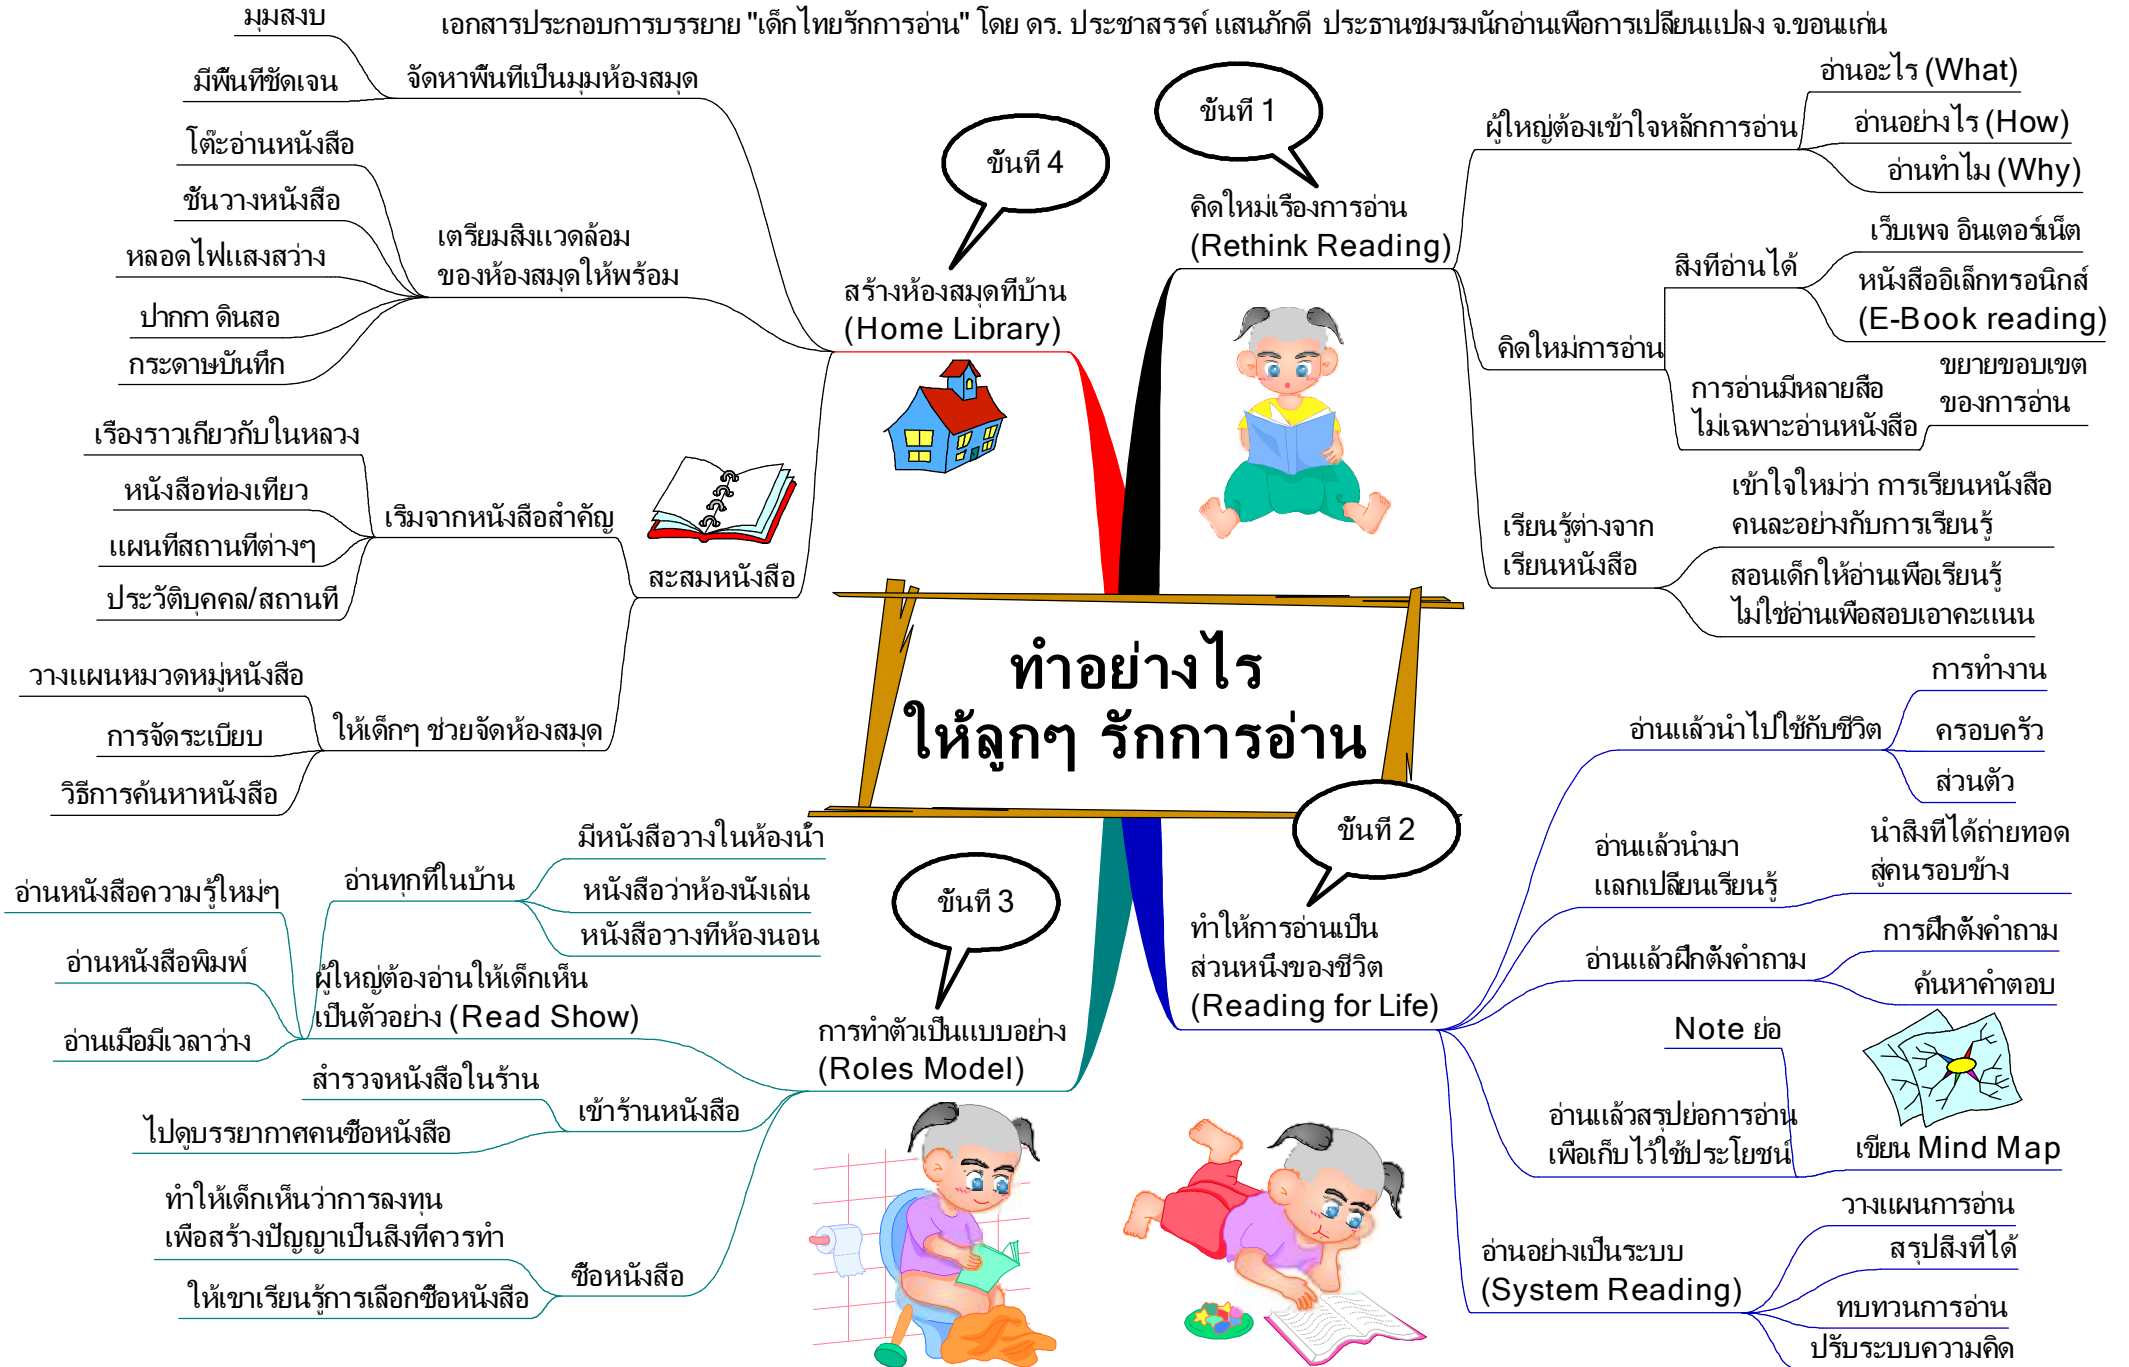 เอกสารประกอบการบรรยาย "เด็กไทยรักการอ่าน" โดย ดร. ประชาสรรค์ แสนภักดี ประธานชมรมนักอ่านเพื่อการเปลี่ยนแปลง จ.ขอนแก่น
ทำอย่างไร
ให้ลูกๆ รักการอ่าน
ขั้นที่ 1
คิดใหม่เรื่องการอ่าน
(Rethink Reading)
ผู้ใหญ่ต้องเข้าใจหลักการอ่าน
อ่านอะไร (What)
อ่านอย่างไร (How)
อ่านทำไม (Why)
คิดใหม่การอ่าน
สิ่งที่อ่านได้
เว็บเพจ อินเตอร์เน็ต
หนังสืออิเล็กทรอนิกส์
(E-Book reading)
การอ่านมีหลายสื่อ
ไม่เฉพาะอ่านหนังสือ
ขยายขอบเขต
ของการอ่าน
เรียนรู้ต่างจาก
เรียนหนังสือ
เข้าใจใหม่ว่า การเรียนหนังสือ
คนละอย่างกับการเรียนรู้
สอนเด็กให้อ่านเพื่อเรียนรู้
ไม่ใช่อ่านเพื่อสอบเอาคะแนน
ขั้นที่ 2
ทำให้การอ่านเป็น
ส่วนหนึ่งของชีวิต
(Reading for Life)
อ่านแล้วนำไปใช้กับชีวิต
การทำงาน
ครอบครัว
ส่วนตัว
อ่านแล้วนำมา
แลกเปลี่ยนเรียนรู้
นำสิ่งที่ได้ถ่ายทอด
สู่คนรอบข้าง
อ่านแล้วฝึกตั้งคำถาม
การฝึกตั้งคำถาม
ค้นหาคำตอบ
อ่านแล้วสรุปย่อการอ่าน
เพื่อเก็บไว้ใช้ประโยชน์
Note ย่อ
เขียน Mind Map
อ่านอย่างเป็นระบบ
(System Reading)
วางแผนการอ่าน
สรุปสิ่งที่ได้
ทบทวนการอ่าน
ปรับระบบความคิด
ขั้นที่ 3
การทำตัวเป็นแบบอย่าง
(Roles Model)
ผู้ใหญ่ต้องอ่านให้เด็กเห็น
เป็นตัวอย่าง (Read Show)
อ่านทุกที่ในบ้าน
มีหนังสือวางในห้องน้ำ
หนังสือว่าห้องนั่งเล่น
หนังสือวางที่ห้องนอน
อ่านหนังสือความรู้ใหม่ๆ
อ่านหนังสือพิมพ์
อ่านเมื่อมีเวลาว่าง
เข้าร้านหนังสือ
สำรวจหนังสือในร้าน
ไปดูบรรยากาศคนซื้อหนังสือ
ซื้อหนังสือ
ทำให้เด็กเห็นว่าการลงทุน
เพื่อสร้างปัญญาเป็นสิ่งที่ควรทำ
ให้เขาเรียนรู้การเลือกซื้อหนังสือ
ขั้นที่ 4
สร้างห้องสมุดที่บ้าน
(Home Library)
จัดหาพื้นที่เป็นมุมห้องสมุด
มุมสงบ
มีพื้นที่ชัดเจน
เตรียมสิ่งแวดล้อม
ของห้องสมุดให้พร้อม
โต๊ะอ่านหนังสือ
ชั้นวางหนังสือ
หลอดไฟแสงสว่าง
ปากกา ดินสอ
กระดาษบันทึก
สะสมหนังสือ
เริ่มจากหนังสือสำคัญ
เรื่องราวเกี่ยวกับในหลวง
หนังสือท่องเที่ยว
แผนที่สถานที่ต่างๆ
ประวัติบุคคล/สถานที่
ให้เด็กๆ ช่วยจัดห้องสมุด
วางแผนหมวดหมู่หนังสือ
การจัดระเบียบ
วิธีการค้นหาหนังสือ